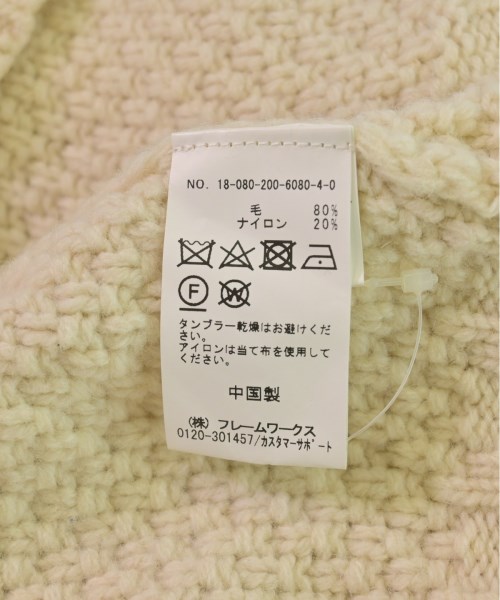 NO. 18-080-200-6080-4-0
毛 80%
ナイロン 20%
F W
タンブラー乾燥はお避けくだ
さい。
アイロンは当て布を使用して
ください。
中国製
(株) フレームワークス
0120-301457/カスタマーサポート